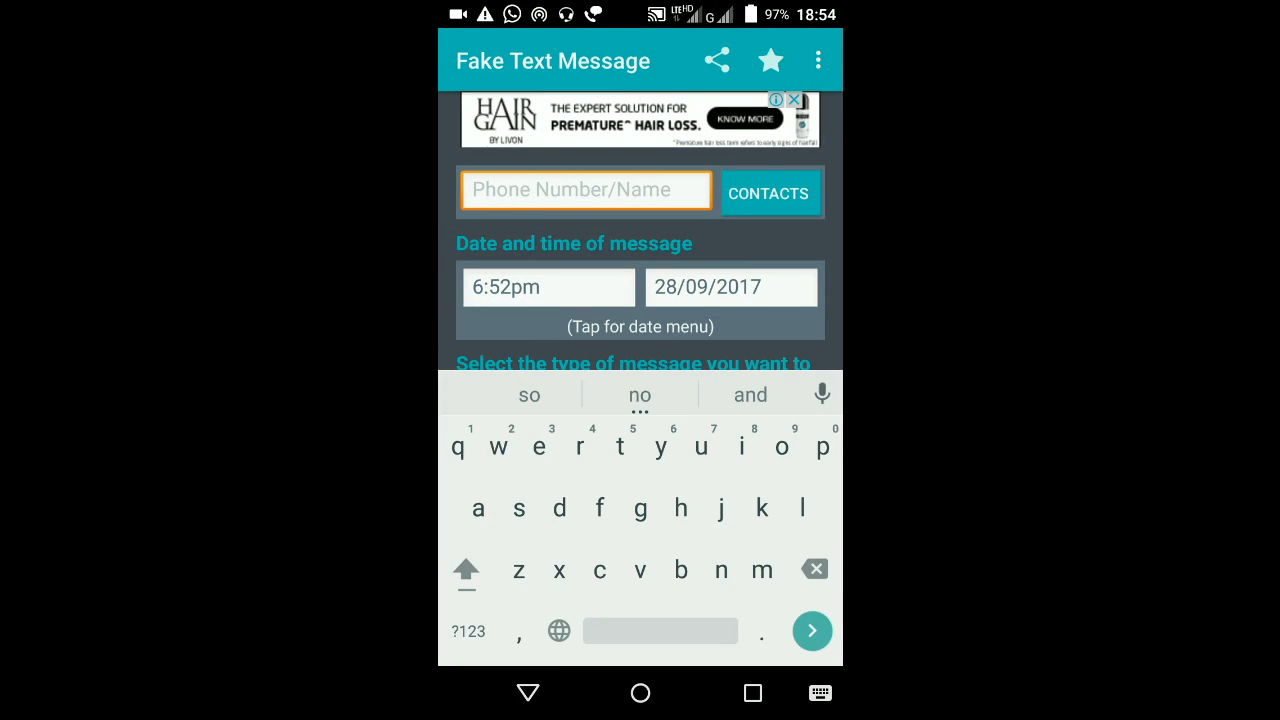 LTE HD G 97% 18:54
Fake Text Message
HAIR GAIN BY LIVON
THE EXPERT SOLUTION FOR
PREMATURE^ HAIR LOSS.
KNOW MORE
Phone Number/Name
CONTACTS
Date and time of message
6:52pm 28/09/2017
(Tap for date menu)
Select the type of message you want to
so no and
1 2 3 4 5 6 7 8 9 0
q w e r t y u i o p
a s d f g h j k l
z x c v b n m
?123 , .